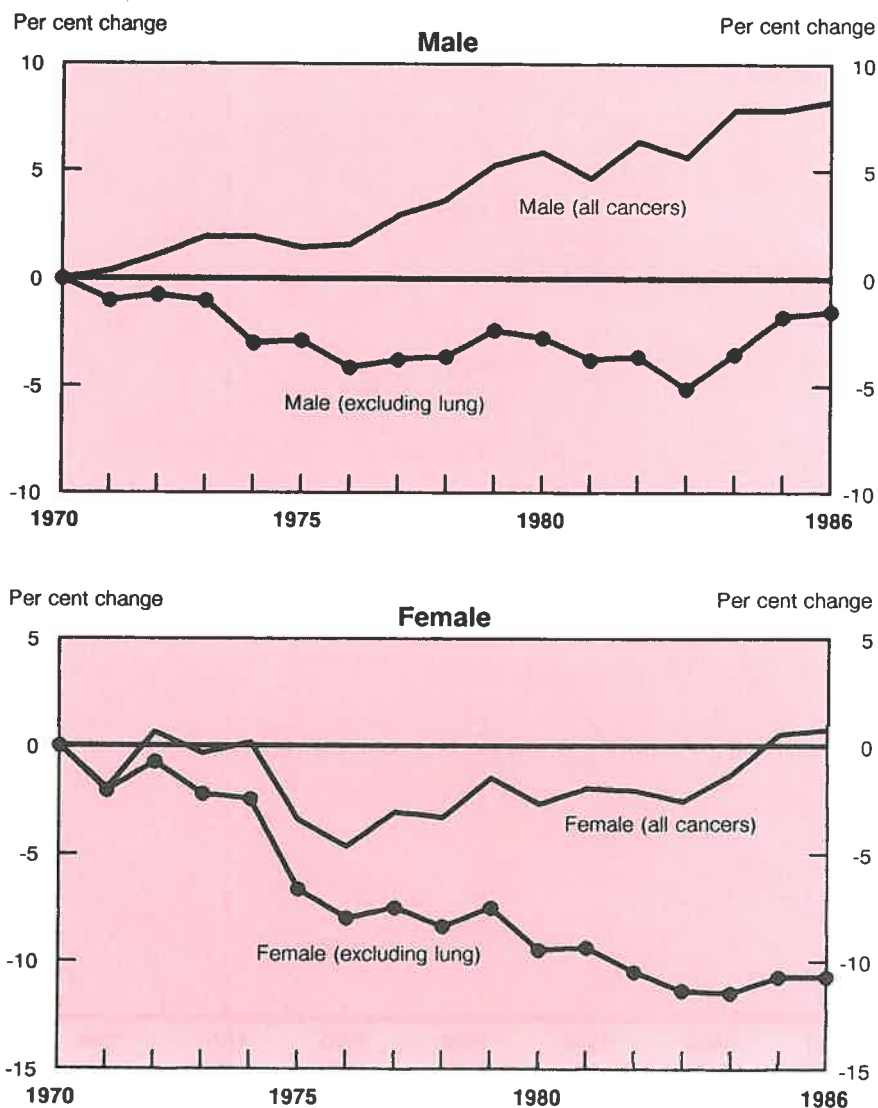 Per cent change
Male
Per cent change
10
10
5
5
Male (all cancers)
0
0
-5
-5
Male (excluding lung)
-10
-10
1970
1975
1980
1986
Per cent change
Female
Per cent change
5
5
0
0
Female (all cancers)
-5
-5
Female (excluding lung)
-10
-10
-15
-15
1970
1975
1980
1986